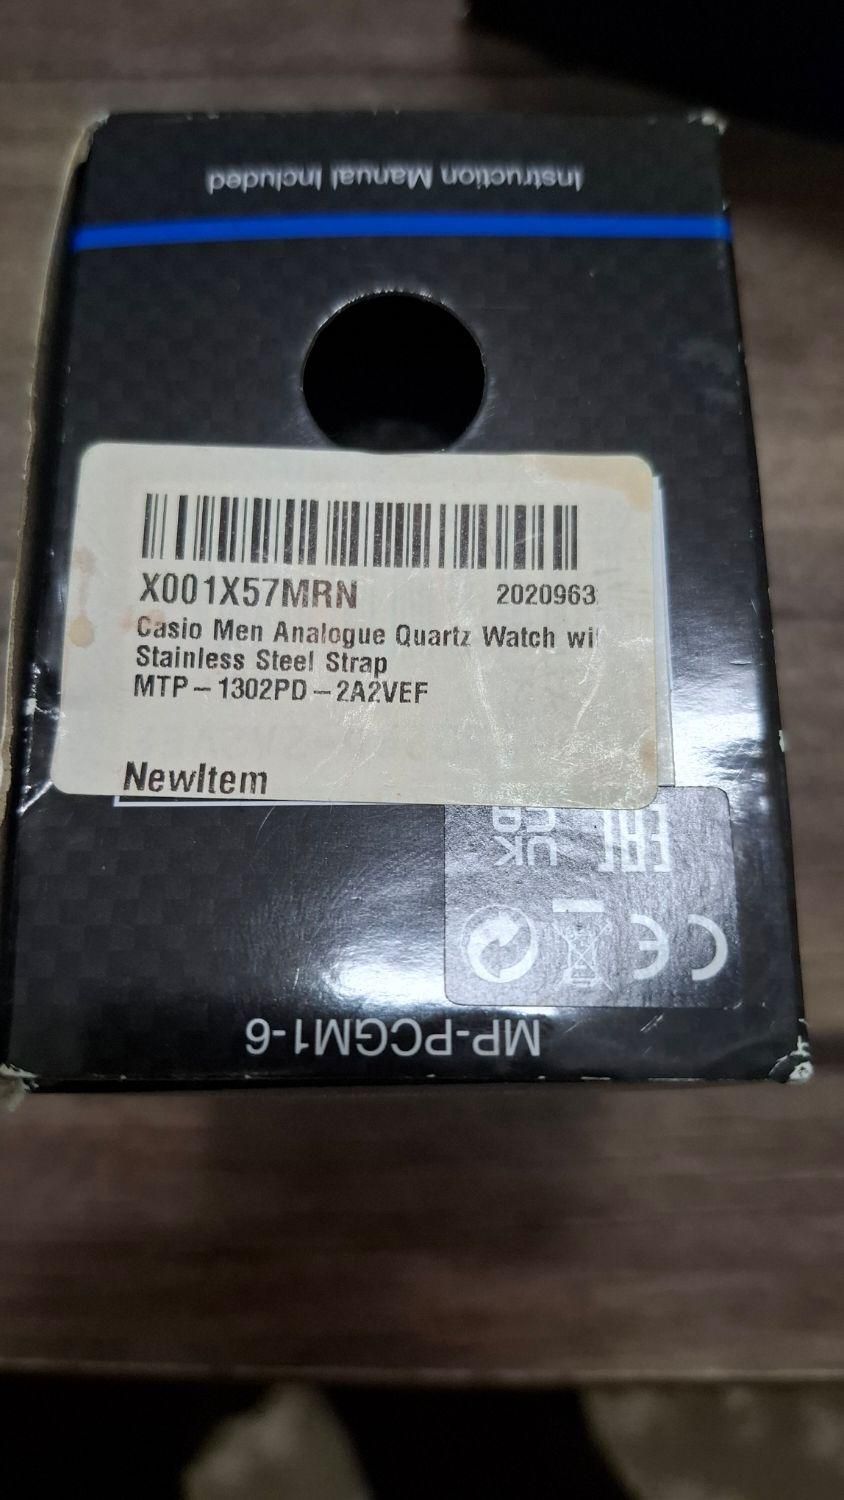 Instruction Manual Included
X001X57MRN 2020963
Casio Men Analogue Quartz Watch wi
Stainless Steel Strap
MTP-1302PD-2A2VEF
NewItem
UK
CA
EAC
CE
MP-PCGM1-6